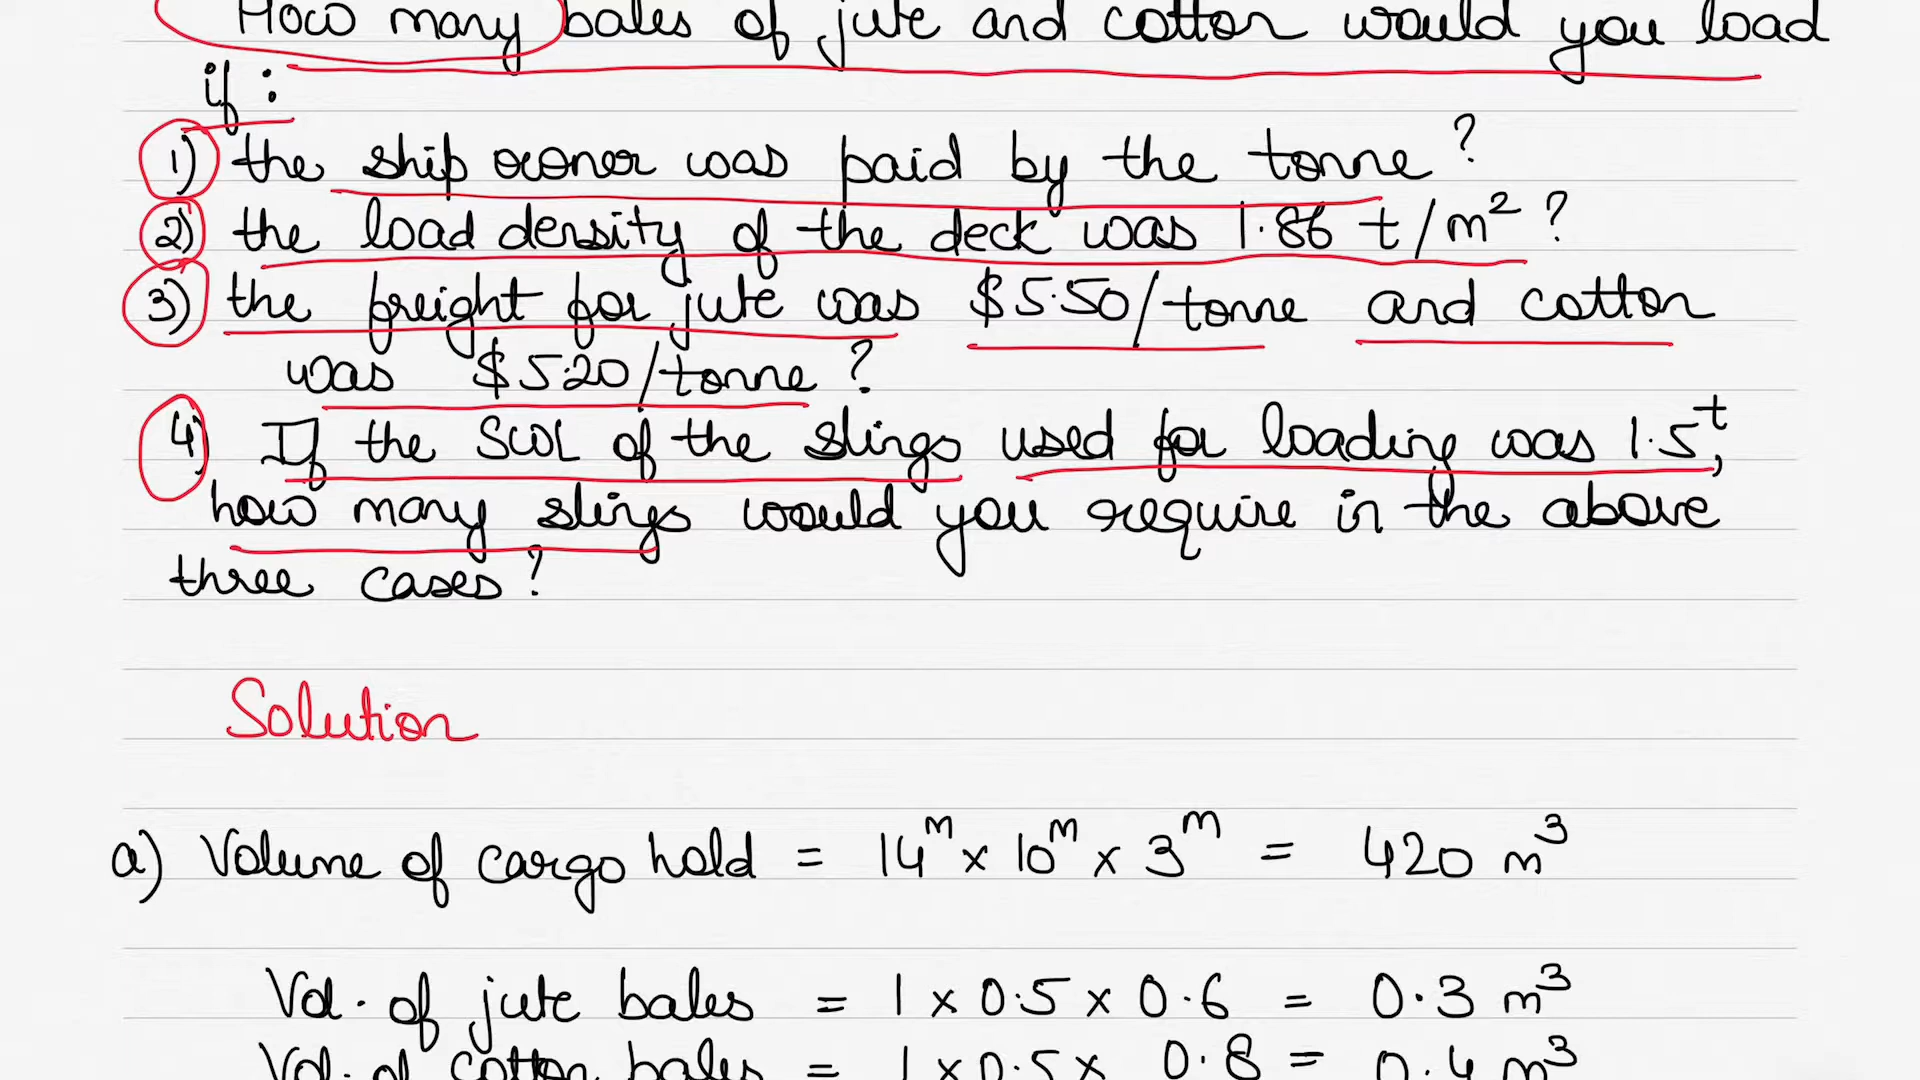 How many bales of jute and cotton would you load
if :
1) the ship owner was paid by the tonne ?
2) the load density of the deck was 1.86 t/m² ?
3) the freight for jute was $5.50/tonne and cotton
was $5.20/tonne ?
4) If the SWL of the slings used for loading was 1.5t,
how many slings would you require in the above
three cases ?
Solution
a) Volume of cargo hold = 14m x 10m x 3m = 420 m³
Vol. of jute bales = 1 x 0.5 x 0.6 = 0.3 m³
Vol. of cotton bales = 1 x 0.5 x 0.8 = 0.4 m³